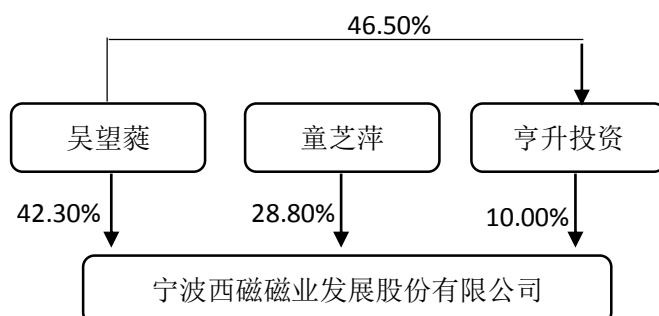 46.50%
吴望蕤
童芝萍
亨升投资
42.30%
28.80%
10.00%
宁波西磁磁业发展股份有限公司